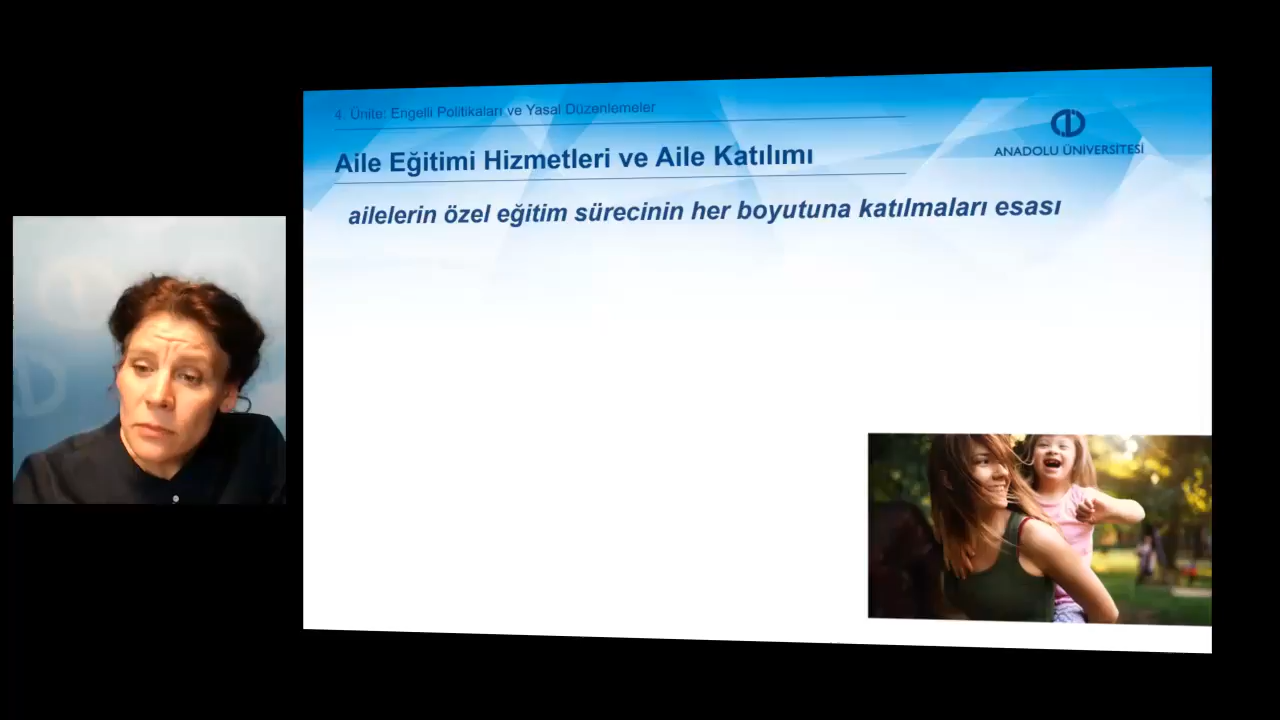 4. Ünite: Engelli Politikaları ve Yasal Düzenlemeler
ANADOLU ÜNİVERSİTESİ
Aile Eğitimi Hizmetleri ve Aile Katılımı
ailelerin özel eğitim sürecinin her boyutuna katılmaları esası